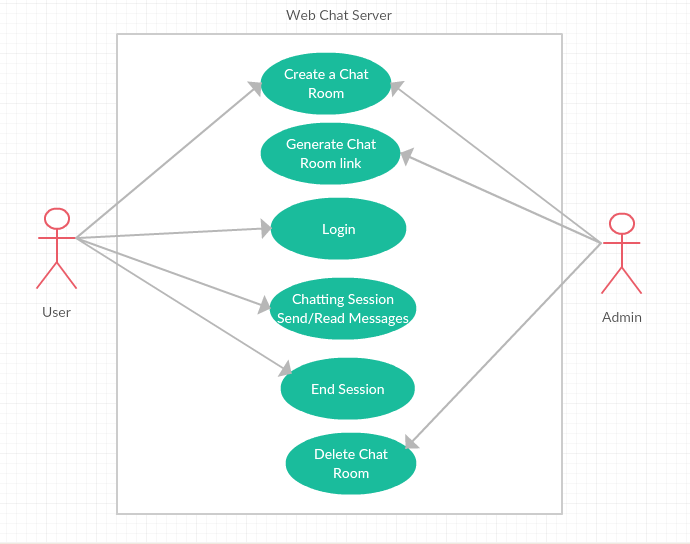 Web Chat Server
Create a Chat
Room
Generate Chat
Room link
Login
Chatting Session
Send/Read Messages
End Session
Delete Chat
Room
User
Admin